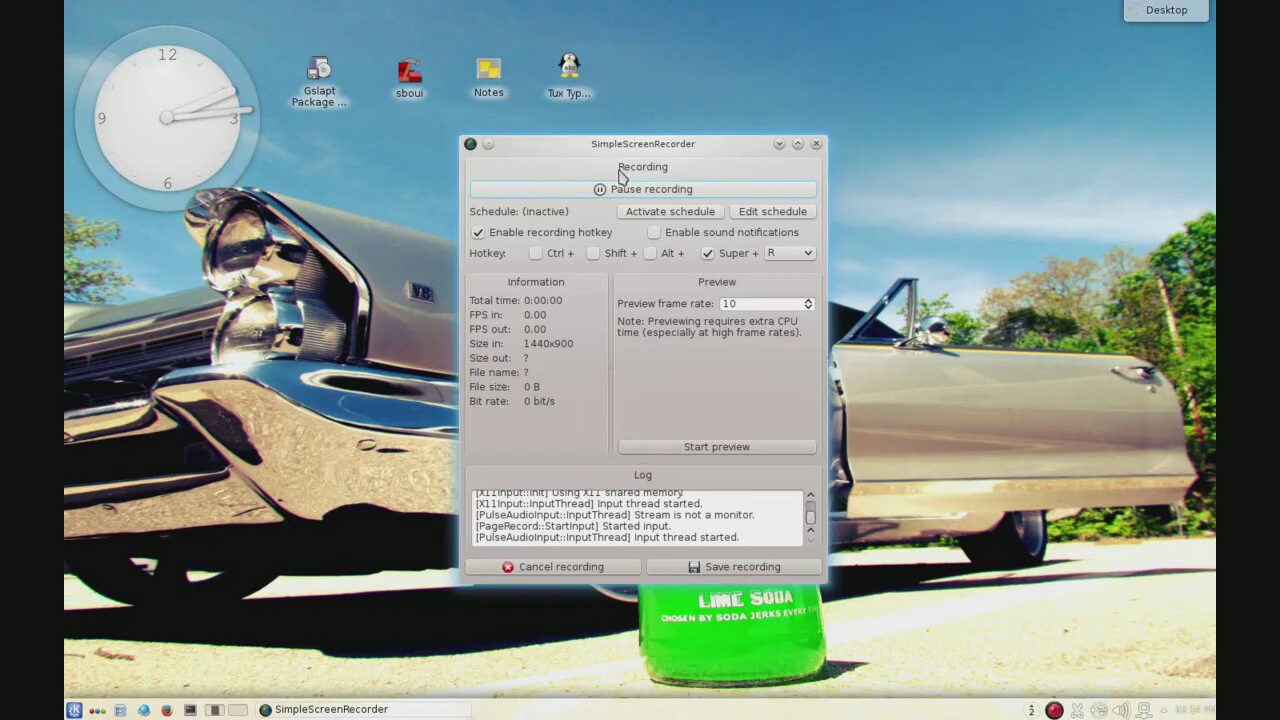 Desktop
12
9
3
6
Gslapt
Package ...
sboui
Notes
Tux Typ...
V8
SimpleScreenRecorder
Recording
Pause recording
Schedule: (inactive)
Activate schedule
Edit schedule
Enable recording hotkey
Enable sound notifications
Hotkey: Ctrl + Shift + Alt + Super + R
Information
Total time: 0:00:00
FPS in: 0.00
FPS out: 0.00
Size in: 1440x900
Size out: ?
File name: ?
File size: 0 B
Bit rate: 0 bit/s
Preview
Preview frame rate: 10
Note: Previewing requires extra CPU
time (especially at high frame rates).
Start preview
Log
[X11Input::Init] Using X11 shared memory.
[X11Input::InputThread] Input thread started.
[PulseAudioInput::InputThread] Stream is not a monitor.
[PageRecord::StartInput] Started input.
[PulseAudioInput::InputThread] Input thread started.
Cancel recording
Save recording
LIME SODA
CHOSEN BY SODA JERKS
SimpleScreenRecorder
2
02:14 PM